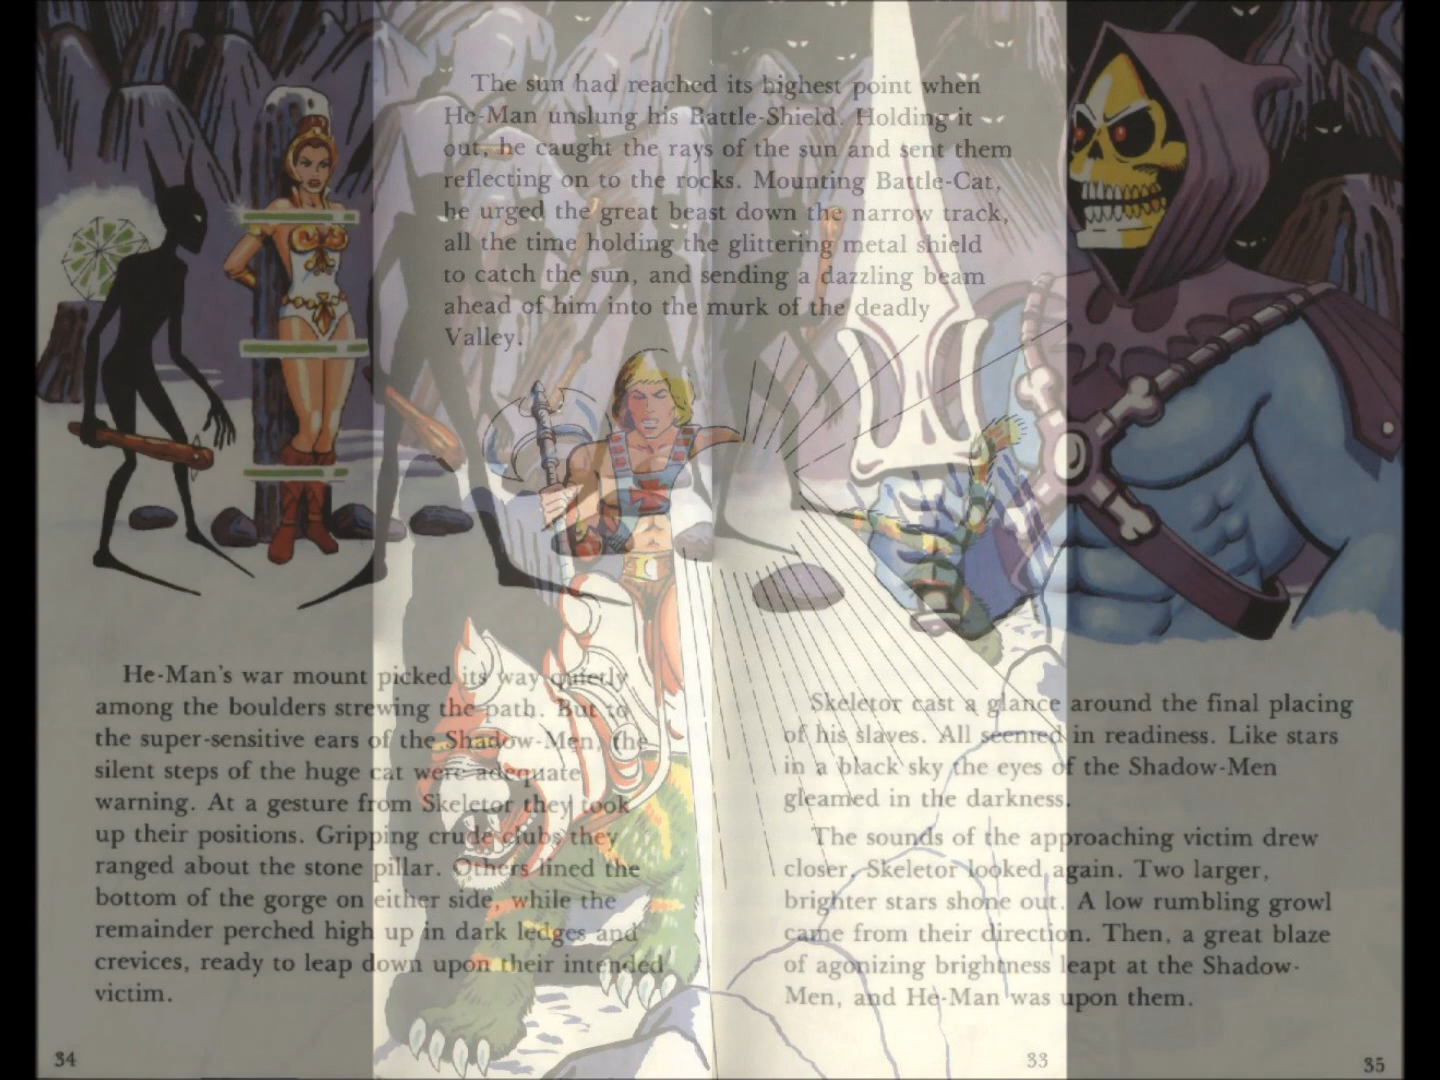 The sun had reached its highest point when
He-Man unslung his Battle-Shield. Holding it
out, he caught the rays of the sun and sent them
reflecting on to the rocks. Mounting Battle-Cat,
he urged the great beast down the narrow track,
all the time holding the glittering metal shield
to catch the sun, and sending a dazzling beam
ahead of him into the murk of the deadly
Valley.
He-Man's war mount picked its way quietly
among the boulders strewing the path. But to
the super-sensitive ears of the Shadow-Men, the
silent steps of the huge cat were adequate
warning. At a gesture from Skeletor they took
up their positions. Gripping crude clubs they
ranged about the stone pillar. Others lined the
bottom of the gorge on either side, while the
remainder perched high up in dark ledges and
crevices, ready to leap down upon their intended
victim.
34
Skeletor cast a glance around the final placing
of his slaves. All seemed in readiness. Like stars
in a black sky the eyes of the Shadow-Men
gleamed in the darkness.
The sounds of the approaching victim drew
closer. Skeletor looked again. Two larger,
brighter stars shone out. A low rumbling growl
came from their direction. Then, a great blaze
of agonizing brightness leapt at the Shadow-
Men, and He-Man was upon them.
33
35